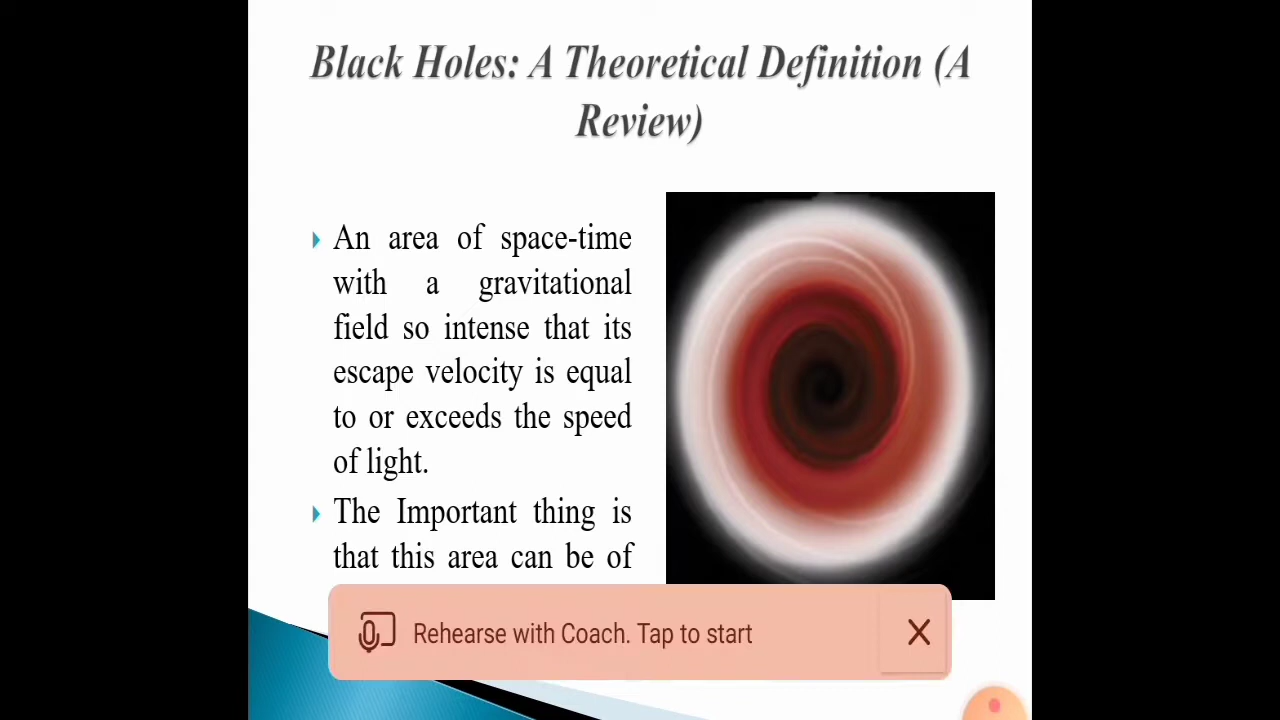 Black Holes: A Theoretical Definition (A
Review)
An area of space-time
with a gravitational
field so intense that its
escape velocity is equal
to or exceeds the speed
of light.
The Important thing is
that this area can be of
Rehearse with Coach. Tap to start